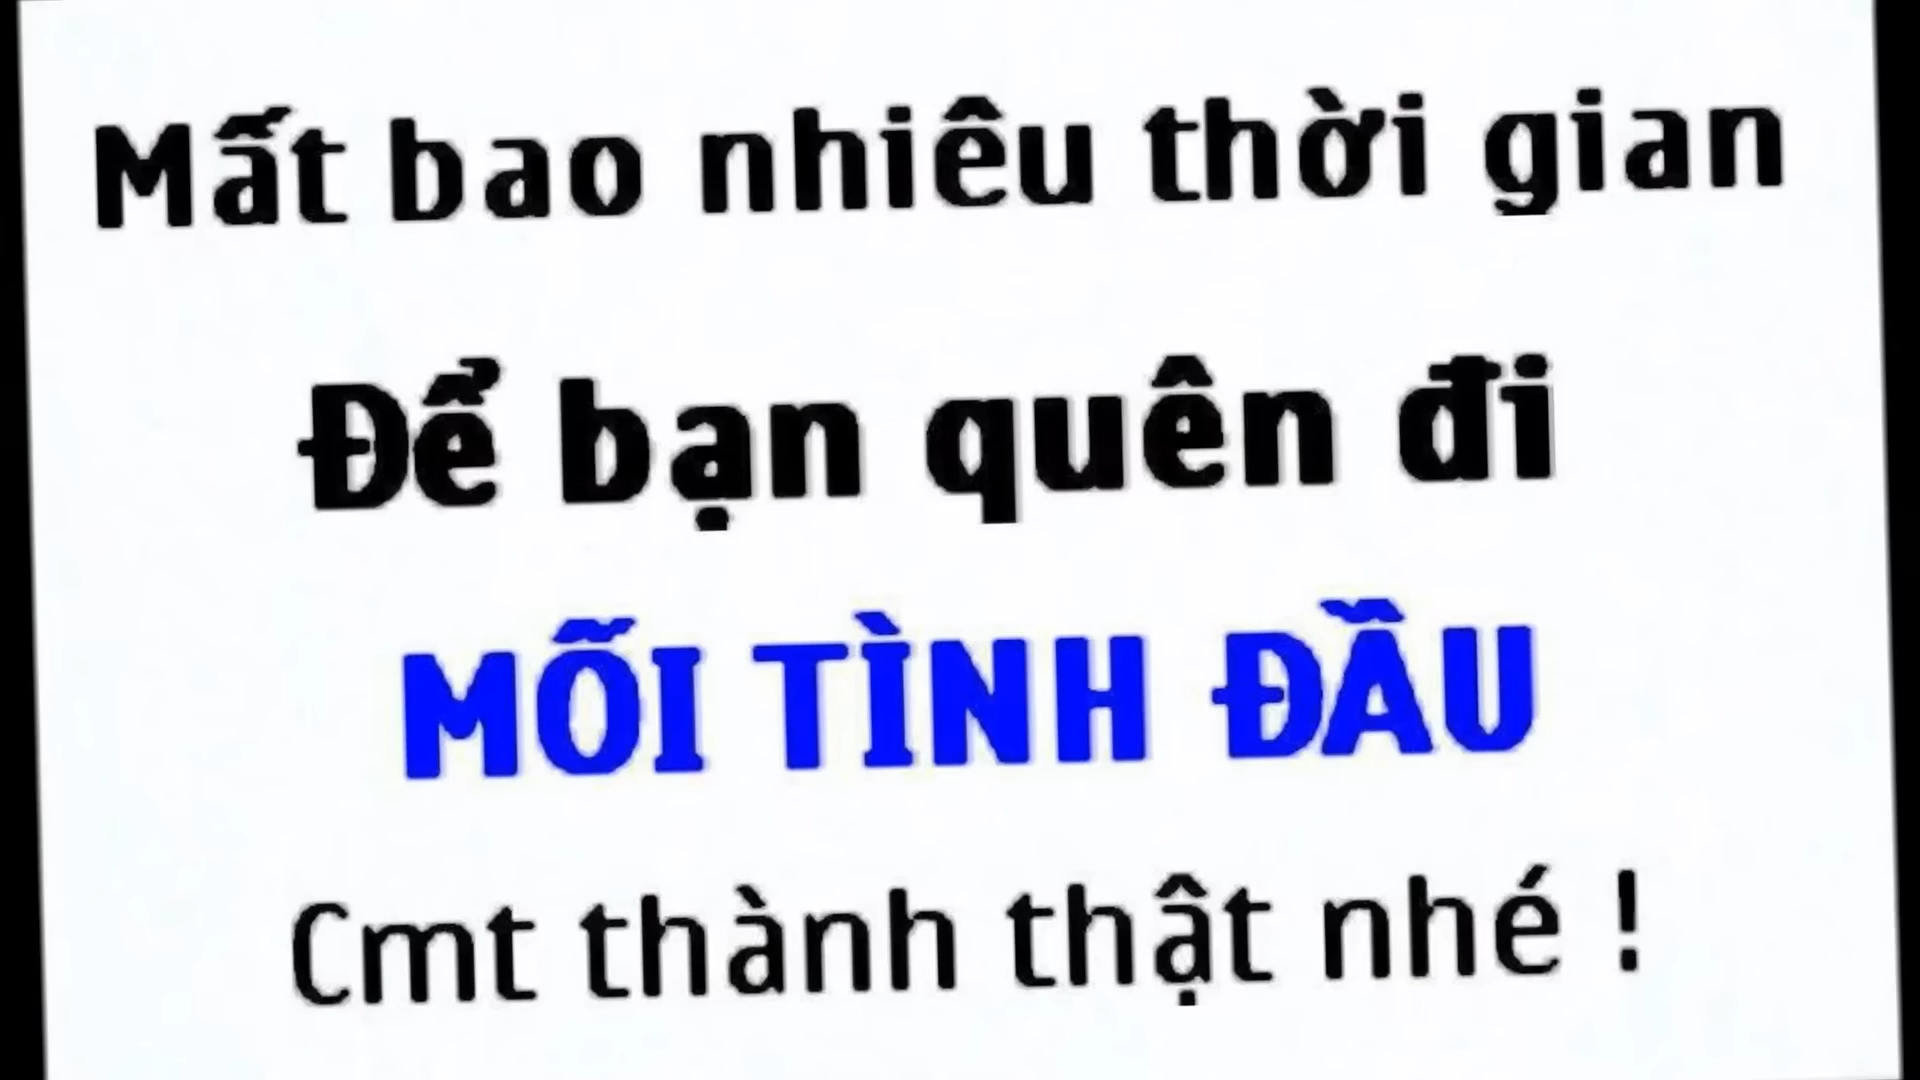 Mất bao nhiêu thời gian
Để bạn quên đi
MỐI TÌNH ĐẦU
Cmt thành thật nhé !